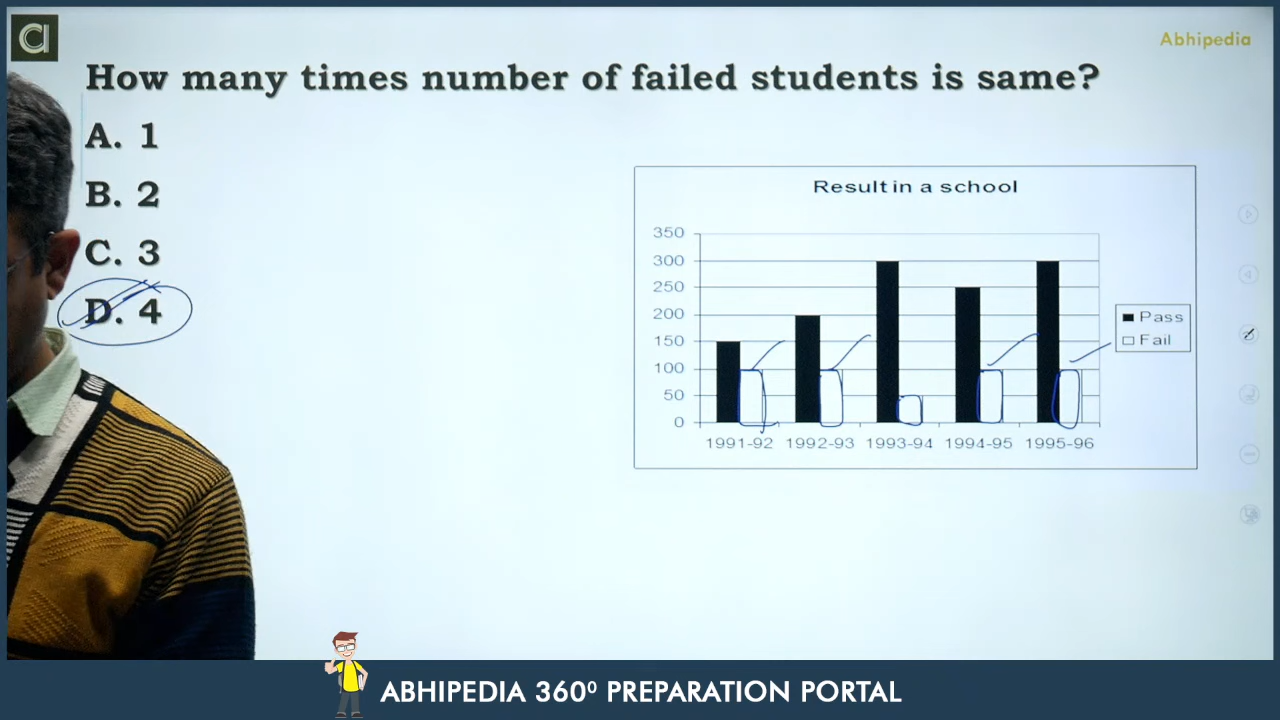 a
Abhipedia
How many times number of failed students is same?
A. 1
B. 2
C. 3
D. 4
Result in a school
350
300
250
200
150
100
50
0
1991-92 1992-93 1993-94 1994-95 1995-96
Pass
Fail
ABHIPEDIA 360⁰ PREPARATION PORTAL